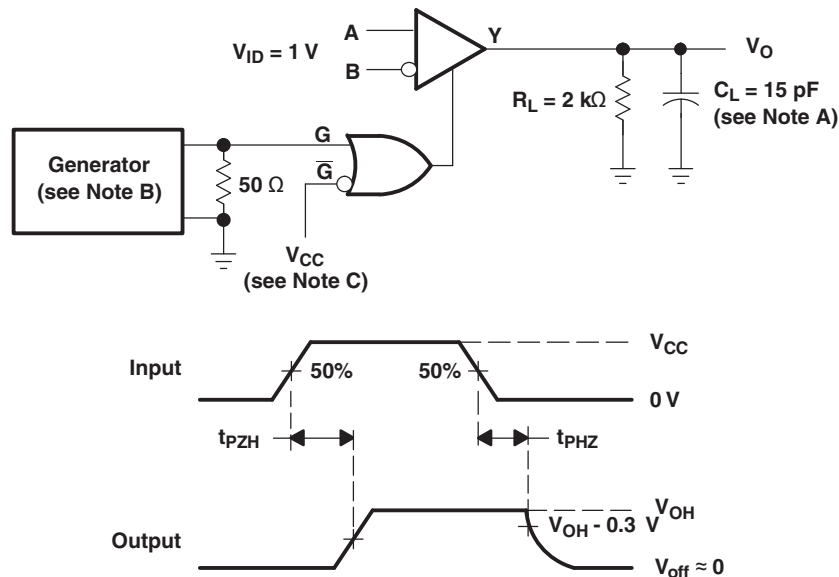 A
Y
V_ID = 1 V
B
V_O
R_L = 2 kΩ
C_L = 15 pF
(see Note A)
Generator
(see Note B)
50 Ω
G
G̅
V_CC
(see Note C)
Input
50%
50%
V_CC
0 V
t_PZH
t_PHZ
Output
V_OH
V_OH - 0.3 V
V_off ≈ 0